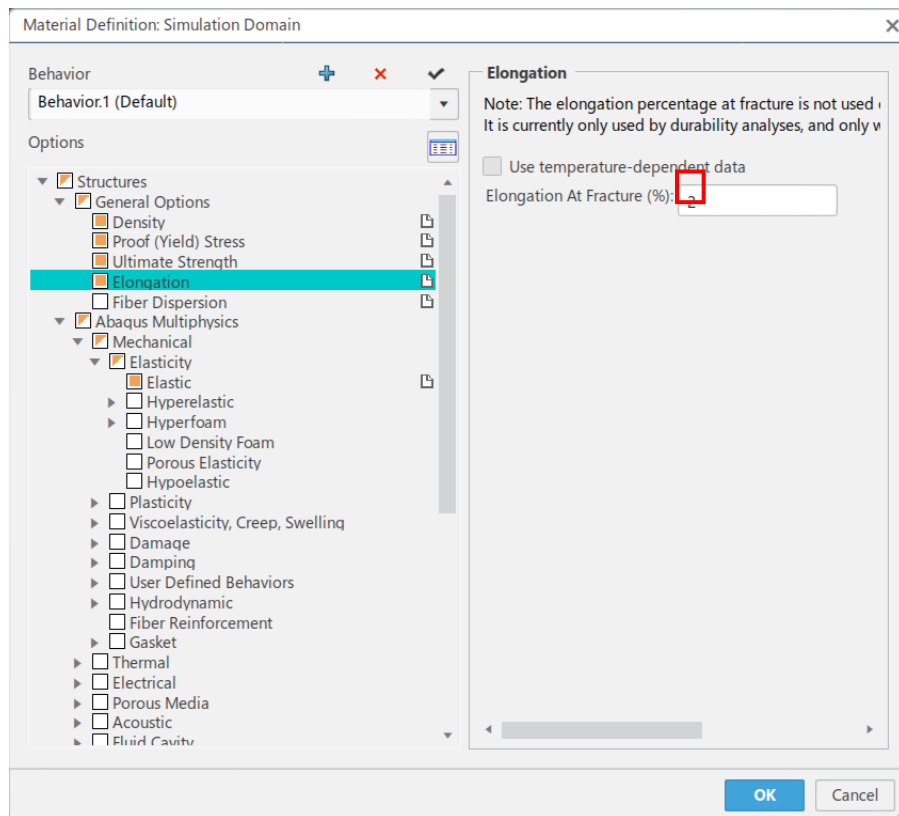 Material Definition: Simulation Domain
Behavior
Behavior.1 (Default)
Options
Structures
General Options
Density
Proof (Yield) Stress
Ultimate Strength
Elongation
Fiber Dispersion
Abaqus Multiphysics
Mechanical
Elasticity
Elastic
Hyperelastic
Hyperfoam
Low Density Foam
Porous Elasticity
Hypoelastic
Plasticity
Viscoelasticity, Creep, Swelling
Damage
Damping
User Defined Behaviors
Hydrodynamic
Fiber Reinforcement
Gasket
Thermal
Electrical
Porous Media
Acoustic
Fluid Cavity
Elongation
Note: The elongation percentage at fracture is not used
It is currently only used by durability analyses, and only
Use temperature-dependent data
Elongation At Fracture (%):
OK
Cancel